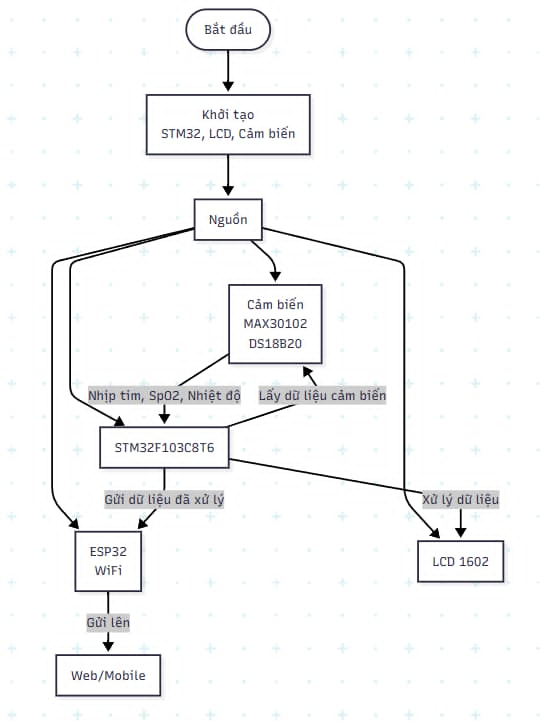 Bắt đầu
Khởi tạo
STM32, LCD, Cảm biến
Nguồn
Cảm biến
MAX30102
DS18B20
Nhịp tim, SpO2, Nhiệt độ
Lấy dữ liệu cảm biến
STM32F103C8T6
Gửi dữ liệu đã xử lý
Xử lý dữ liệu
ESP32
WiFi
LCD 1602
Gửi lên
Web/Mobile